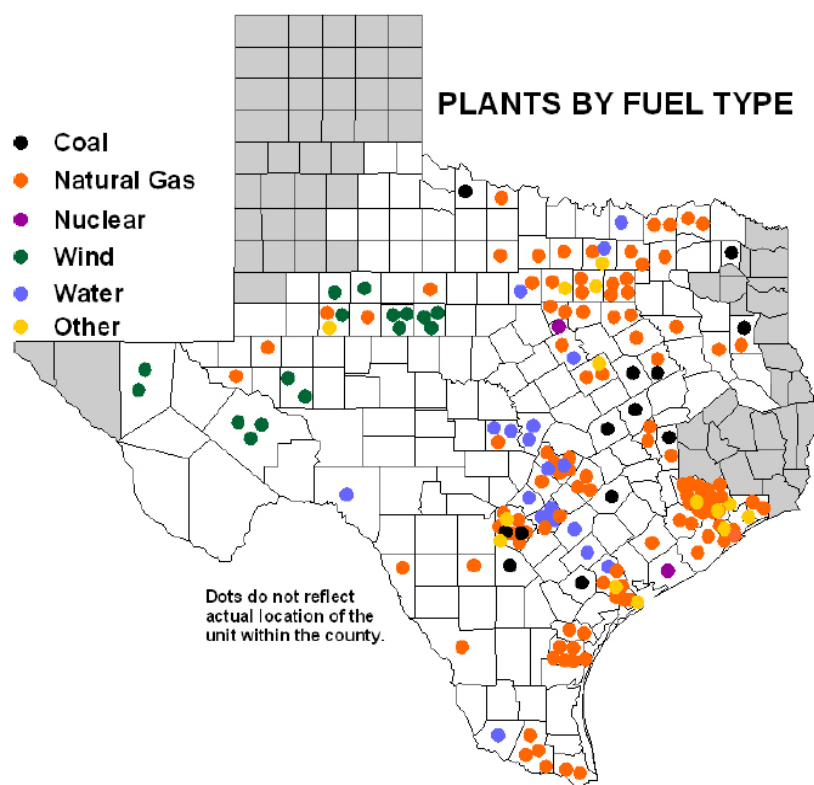 PLANTS BY FUEL TYPE
Coal
Natural Gas
Nuclear
Wind
Water
Other
Dots do not reflect
actual location of the
unit within the county.